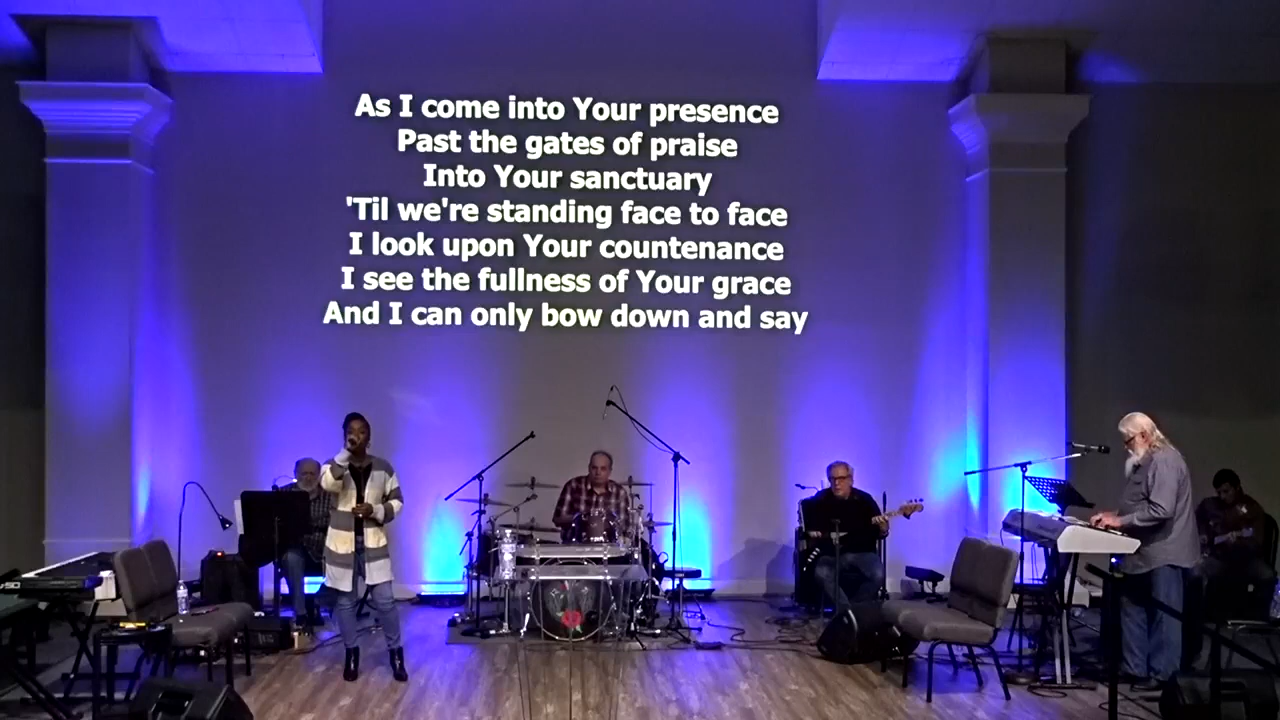 As I come into Your presence
Past the gates of praise
Into Your sanctuary
'Til we're standing face to face
I look upon Your countenance
I see the fullness of Your grace
And I can only bow down and say